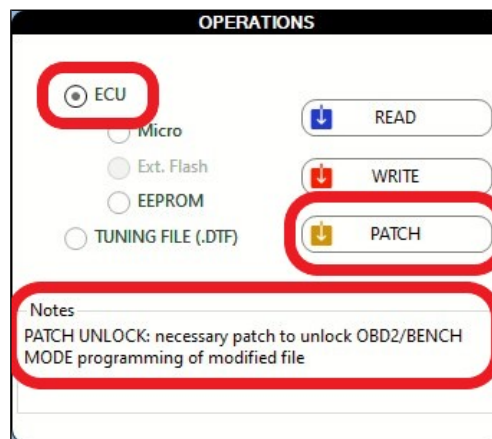 OPERATIONS
ECU
READ
Micro
Ext. Flash
WRITE
EEPROM
TUNING FILE (.DTF)
PATCH
Notes
PATCH UNLOCK: necessary patch to unlock OBD2/BENCH
MODE programming of modified file